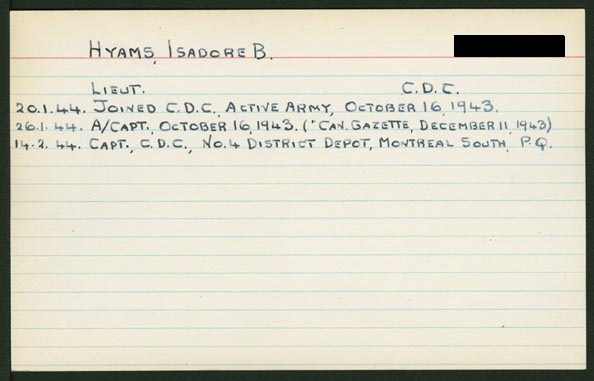 HYAMS, ISADORE B.
LIEUT. C.D.C.
20.1.44. JOINED C.D.C., ACTIVE ARMY, OCTOBER 16, 1943.
26.1.44. A/CAPT., OCTOBER 16, 1943. ("CAN. GAZETTE, DECEMBER 11, 1943)
14.2.44. CAPT., C.D.C., NO. 4 DISTRICT DEPOT, MONTREAL SOUTH, P.Q.